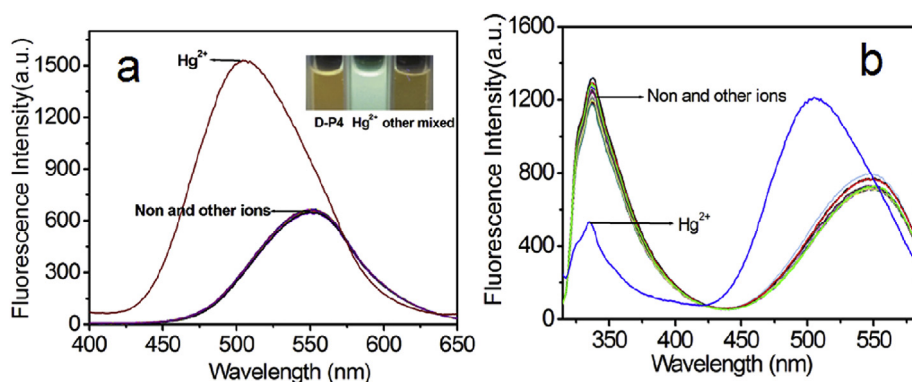 Fluorescence Intensity(a.u.)
1500
1200
900
600
300
0
a
Hg2+
D-P4 Hg2+ other mixed
Non and other ions
400 450 500 550 600 650
Wavelength (nm)
Fluorescence Intensity(a.u.)
1600
1200
800
400
0
b
Non and other ions
Hg2+
350 400 450 500 550
Wavelength (nm)